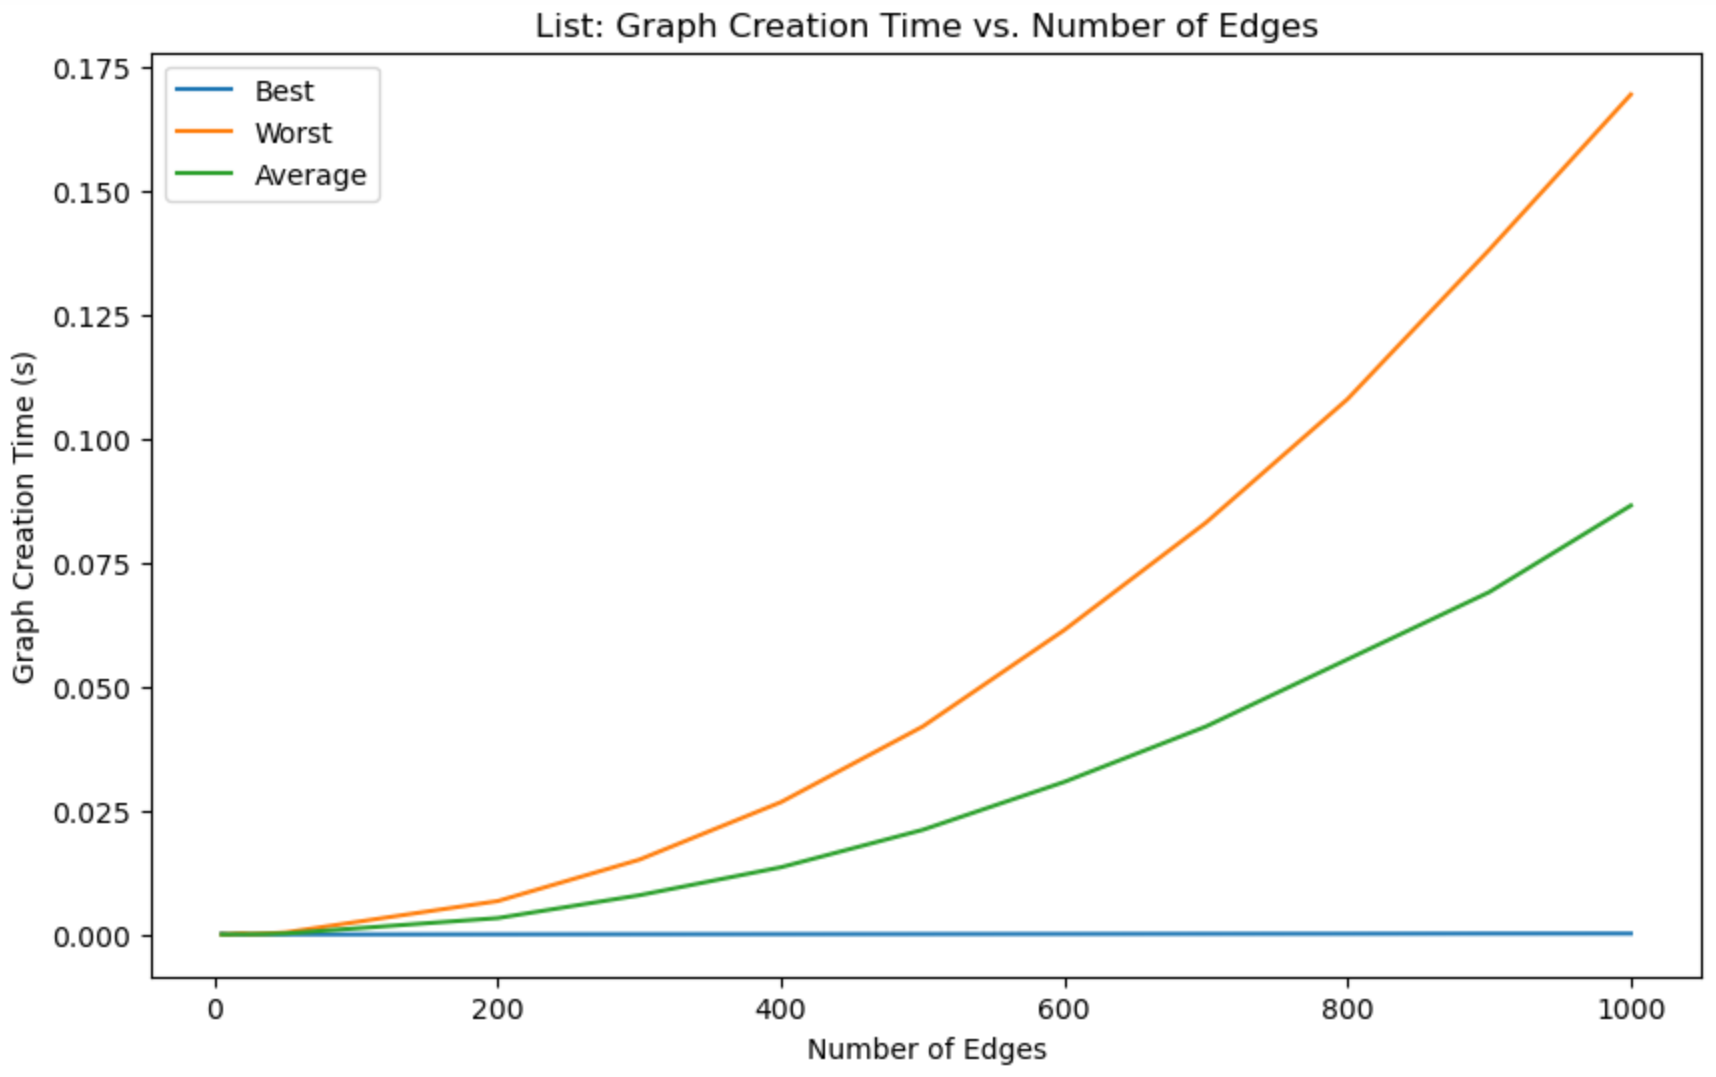 List: Graph Creation Time vs. Number of Edges
Best
Worst
Average
Graph Creation Time (s)
0.175
0.150
0.125
0.100
0.075
0.050
0.025
0.000
0 200 400 600 800 1000
Number of Edges